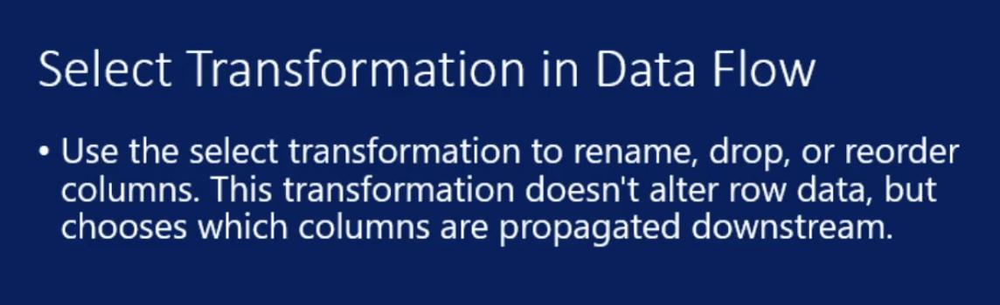 Select Transformation in Data Flow
• Use the select transformation to rename, drop, or reorder
columns. This transformation doesn't alter row data, but
chooses which columns are propagated downstream.